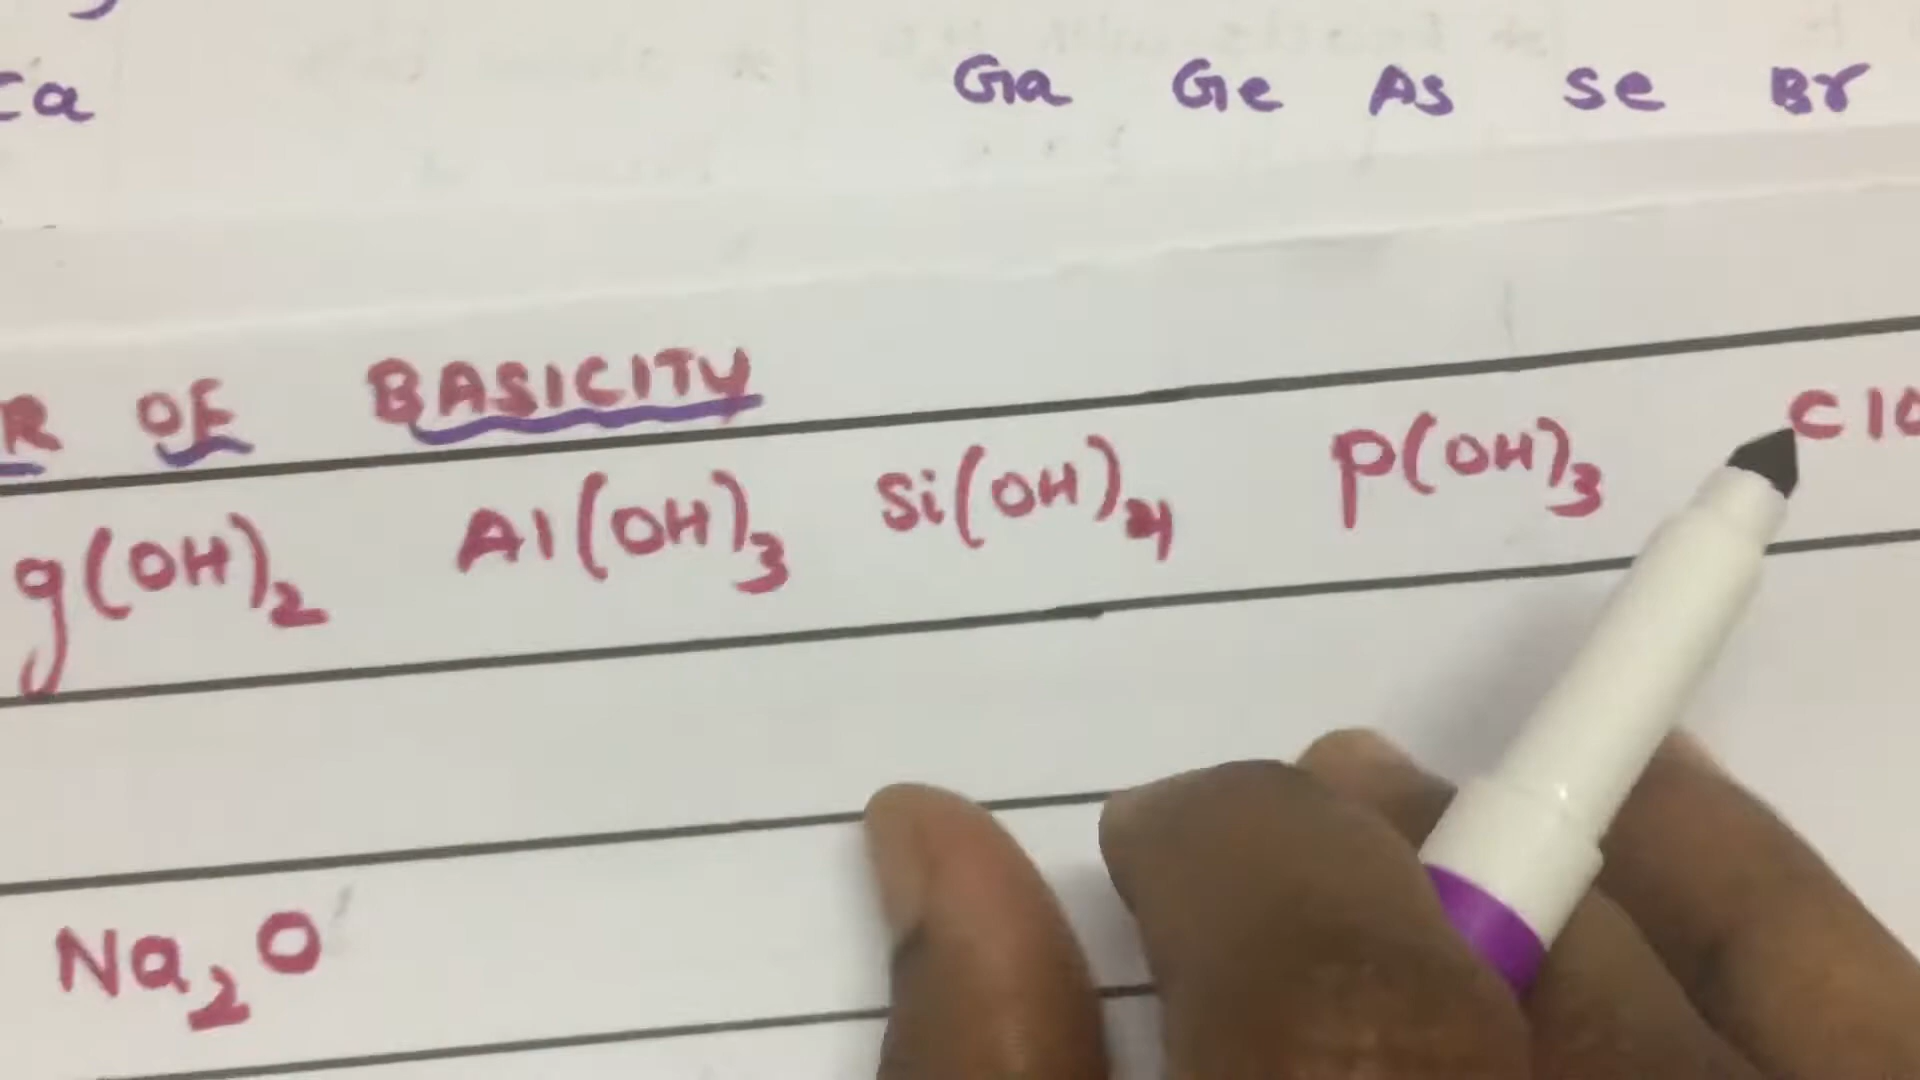 Ca Ga Ge As Se Br
R OF BASICITY
g(OH)2 Al(OH)3 Si(OH)4 P(OH)3 ClO
Na2O